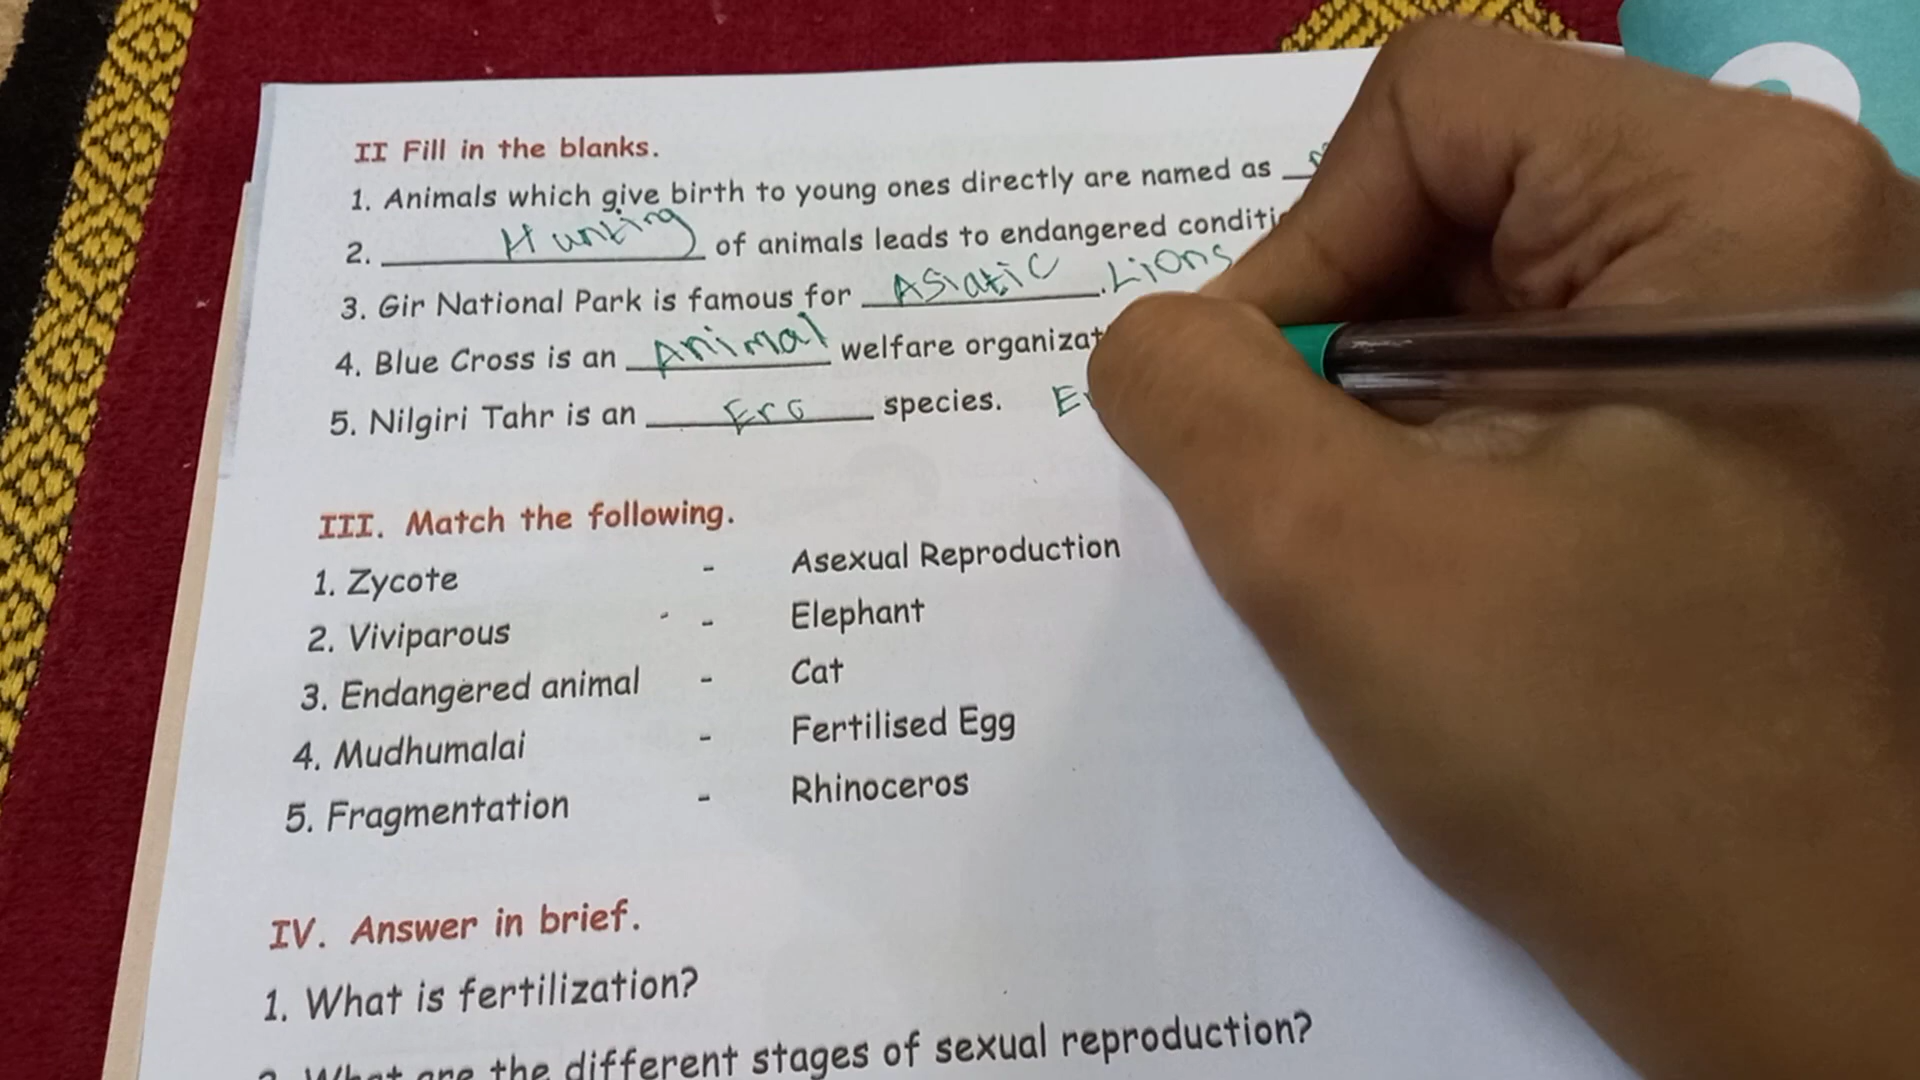 II Fill in the blanks.
1. Animals which give birth to young ones directly are named as
2. Hunting of animals leads to endangered
3. Gir National Park is famous for Asiatic. Lions
4. Blue Cross is an Animal welfare
5. Nilgiri Tahr is an Erc species.
III. Match the following.
1. Zycote - Asexual Reproduction
2. Viviparous - Elephant
3. Endangered animal - Cat
4. Mudhumalai - Fertilised Egg
5. Fragmentation - Rhinoceros
IV. Answer in brief.
1. What is fertilization?
What are the different stages of sexual reproduction?